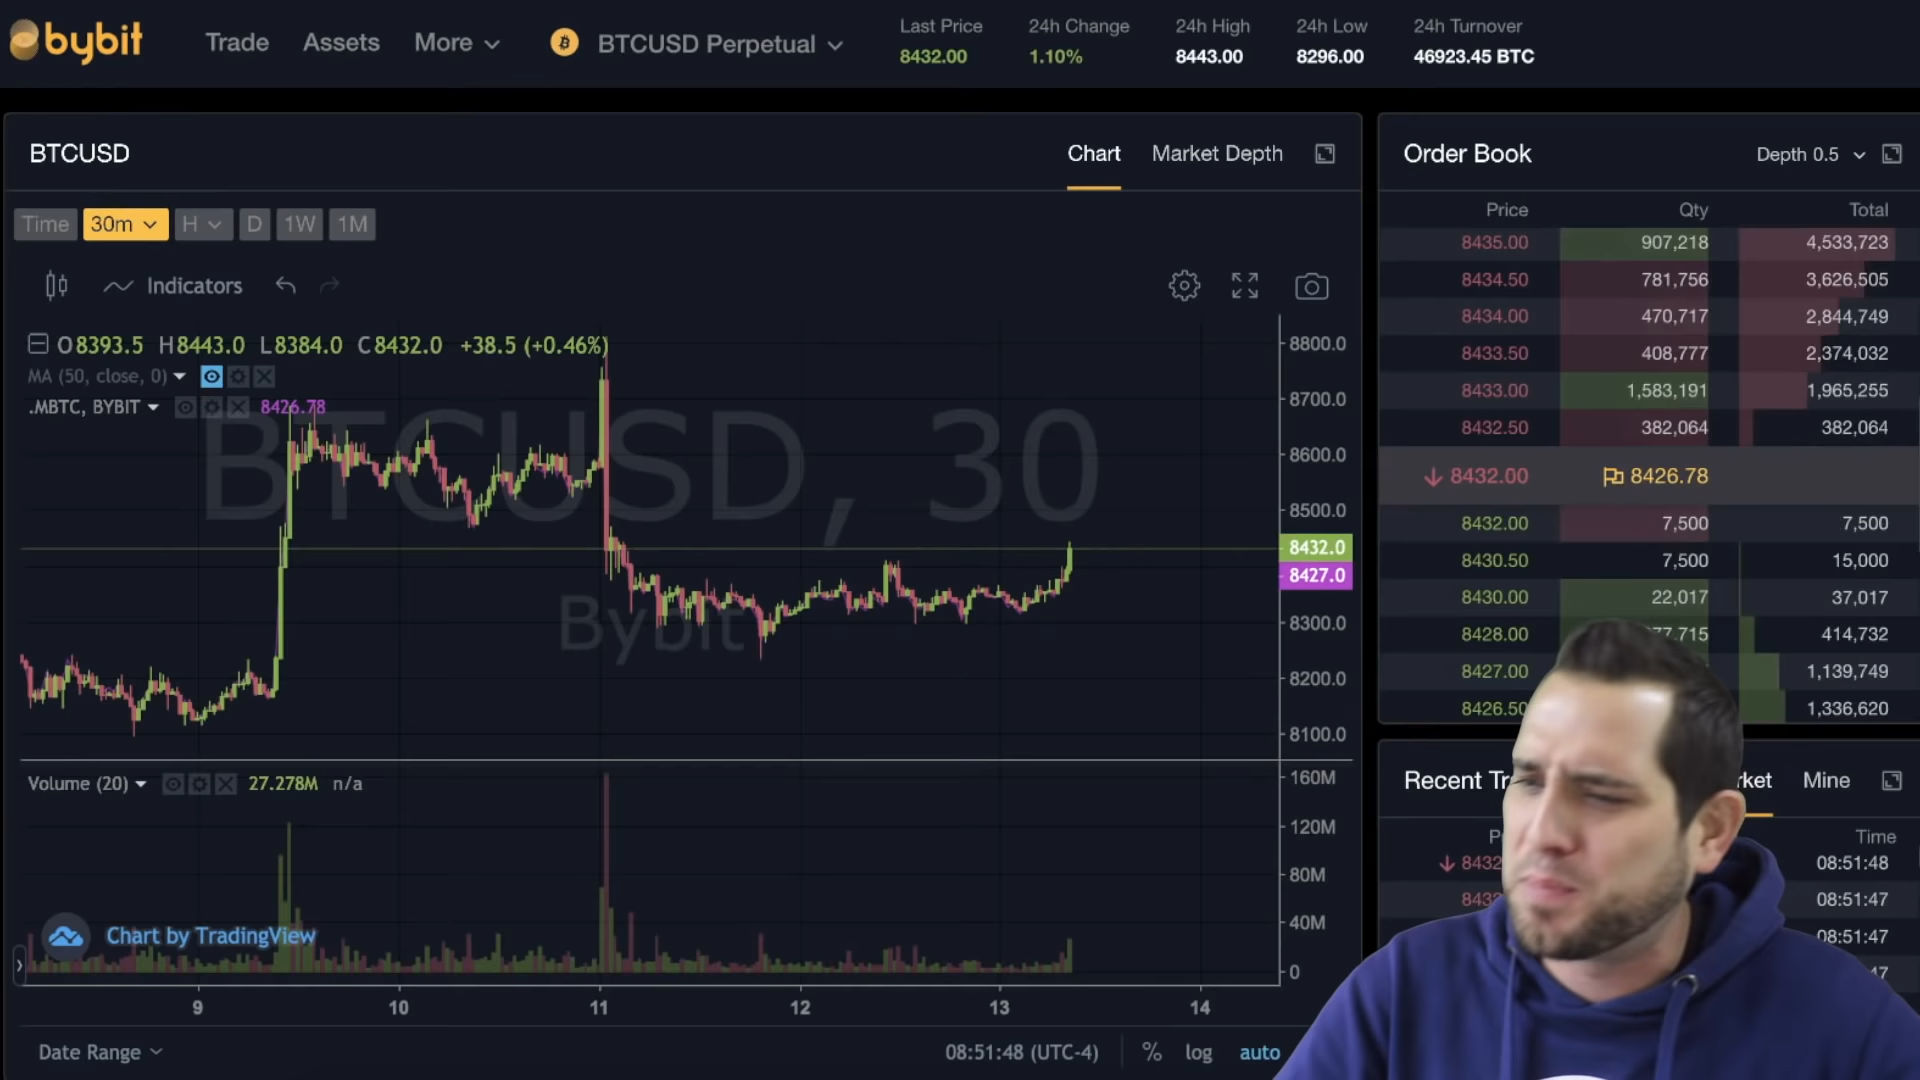 bybit Trade Assets More BTCUSD Perpetual
Last Price 24h Change 24h High 24h Low 24h Turnover
8432.00 1.10% 8443.00 8296.00 46923.45 BTC
BTCUSD Chart Market Depth
Time 30m H D 1W 1M
Indicators
O8393.5 H8443.0 L8384.0 C8432.0 +38.5 (+0.46%)
MA (50, close, 0)
.MBTC, BYBIT 8426.78
BTCUSD, 30
Bybit
8800.0
8700.0
8600.0
8500.0
8432.0
8427.0
8300.0
8200.0
8100.0
Volume (20) 27.278M n/a
160M
120M
80M
40M
0
Chart by TradingView
9 10 11 12 13 14
Date Range 08:51:48 (UTC-4) % log auto
Order Book Depth 0.5
Price Qty Total
8435.00 907,218 4,533,723
8434.50 781,756 3,626,505
8434.00 470,717 2,844,749
8433.50 408,777 2,374,032
8433.00 1,583,191 1,965,255
8432.50 382,064 382,064
8432.00 8426.78
8432.00 7,500 7,500
8430.50 7,500 15,000
8430.00 22,017 37,017
8428.00 414,732
8427.00 1,139,749
8426.50 1,336,620
Recent Mine
Time
08:51:48
08:51:47
08:51:47